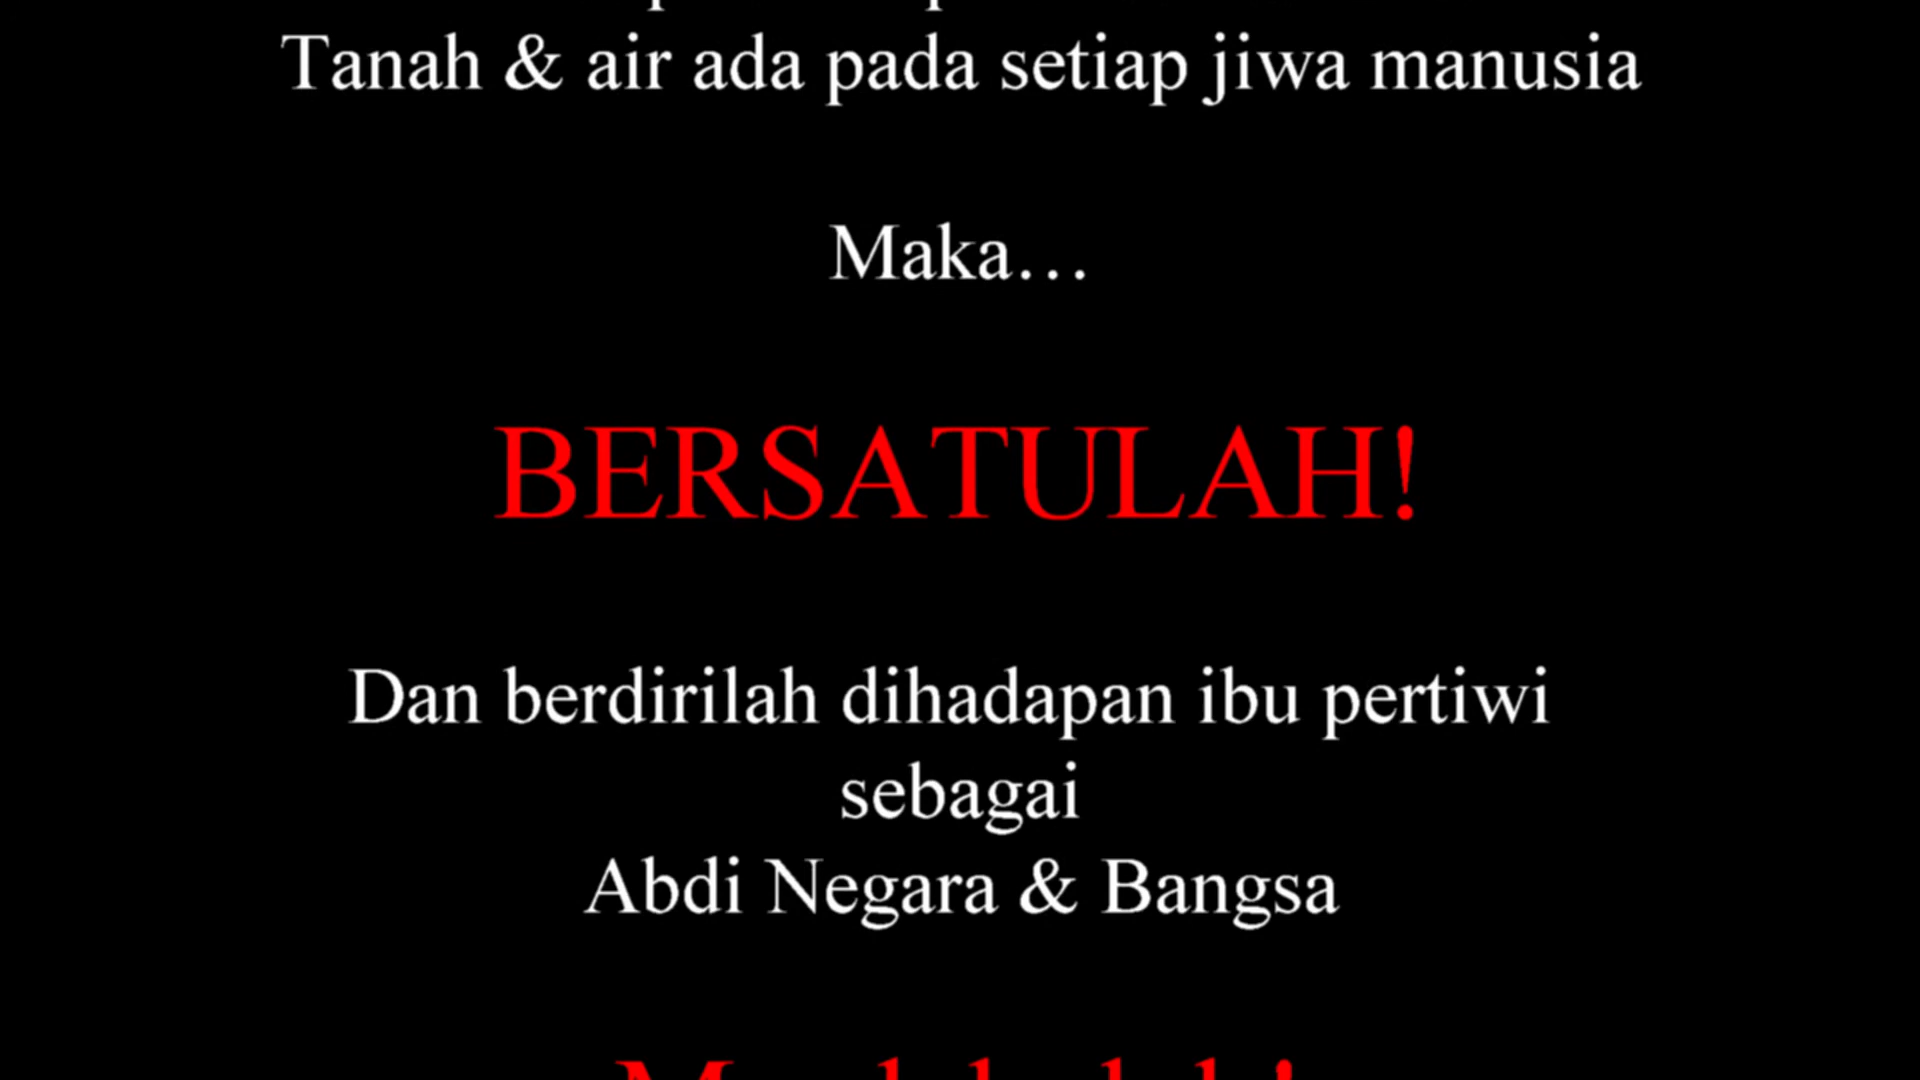 Tanah & air ada pada setiap jiwa manusia
Maka…
BERSATULAH!
Dan berdirilah dihadapan ibu pertiwi
sebagai
Abdi Negara & Bangsa